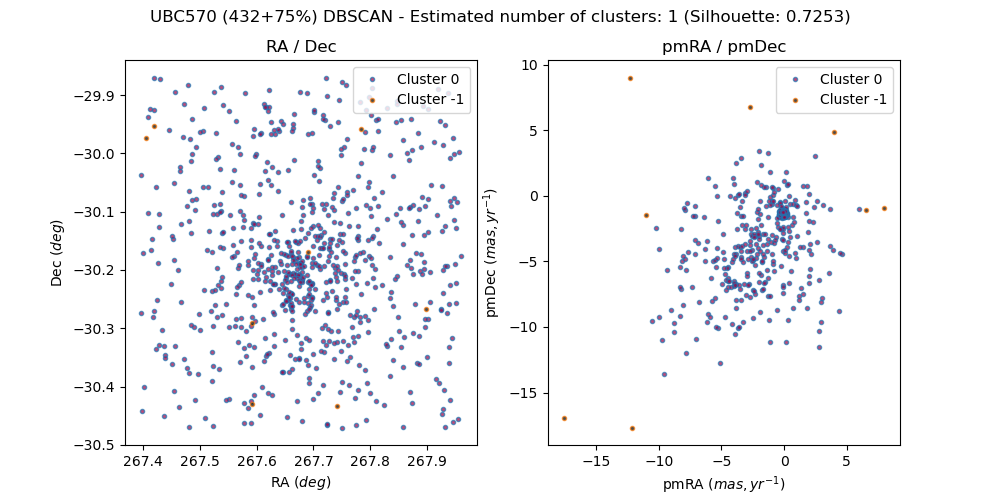 UBC570 (432+75%) DBSCAN - Estimated number of clusters: 1 (Silhouette: 0.7253)
RA / Dec
Cluster 0
Cluster -1
Dec (deg)
−29.9
−30.0
−30.1
−30.2
−30.3
−30.4
−30.5
267.4 267.5 267.6 267.7 267.8 267.9
RA (deg)
pmRA / pmDec
Cluster 0
Cluster -1
pmDec (mas, yr⁻¹)
10
5
0
−5
−10
−15
−15 −10 −5 0 5
pmRA (mas, yr⁻¹)